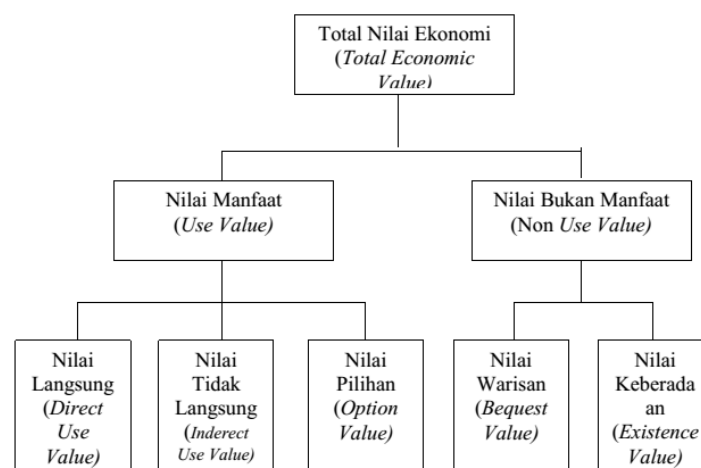 Total Nilai Ekonomi
(Total Economic
Value)
Nilai Manfaat
(Use Value)
Nilai Bukan Manfaat
(Non Use Value)
Nilai
Langsung
(Direct
Use
Value)
Nilai
Tidak
Langsung
(Inderect
Use Value)
Nilai
Pilihan
(Option
Value)
Nilai
Warisan
(Bequest
Value)
Nilai
Keberada
an
(Existence
Value)